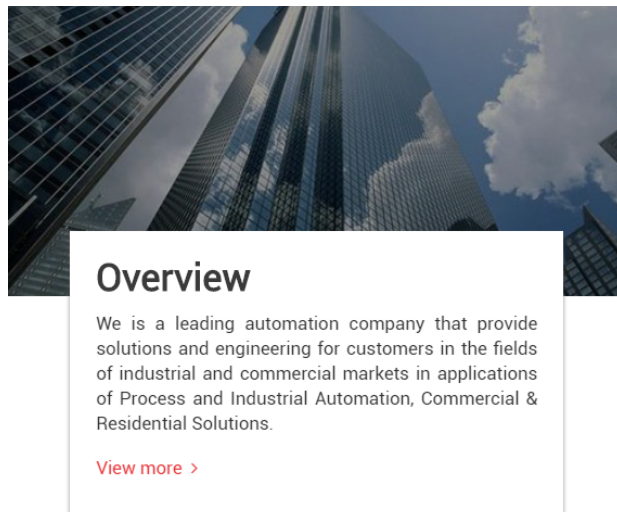 Overview
We is a leading automation company that provide
solutions and engineering for customers in the fields
of industrial and commercial markets in applications
of Process and Industrial Automation, Commercial &
Residential Solutions.
View more >